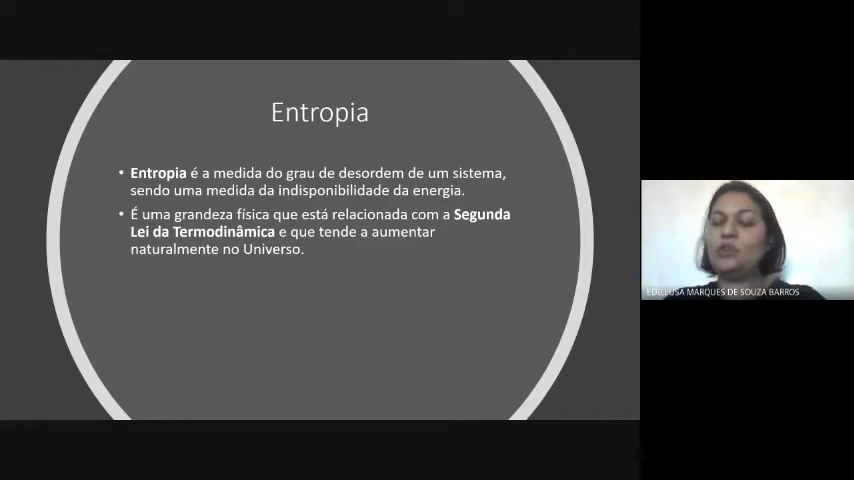 Entropia
• Entropia é a medida do grau de desordem de um sistema,
sendo uma medida da indisponibilidade da energia.
• É uma grandeza física que está relacionada com a Segunda
Lei da Termodinâmica e que tende a aumentar
naturalmente no Universo.
EDILEUSA MARQUES DE SOUZA BARROS